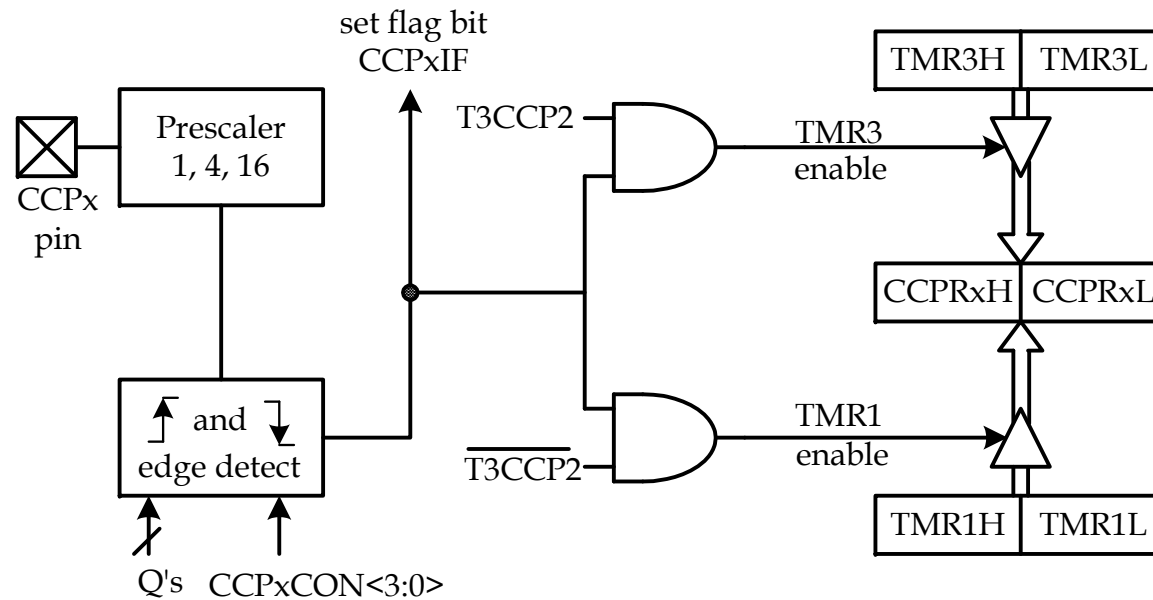 set flag bit
CCPxIF
TMR3H TMR3L
Prescaler
1, 4, 16
T3CCP2
TMR3
enable
CCPx
pin
CCPRxH CCPRxL
and
edge detect
TMR1
enable
T3CCP2
TMR1H TMR1L
Q's CCPxCON<3:0>